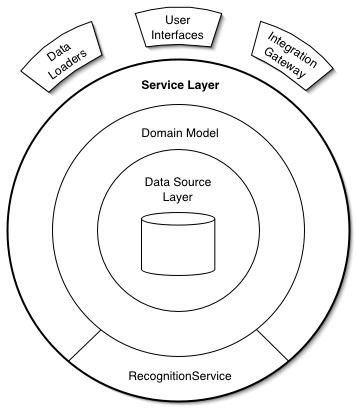 Data
Loaders
User
Interfaces
Integration
Gateway
Service Layer
Domain Model
Data Source
Layer
RecognitionService